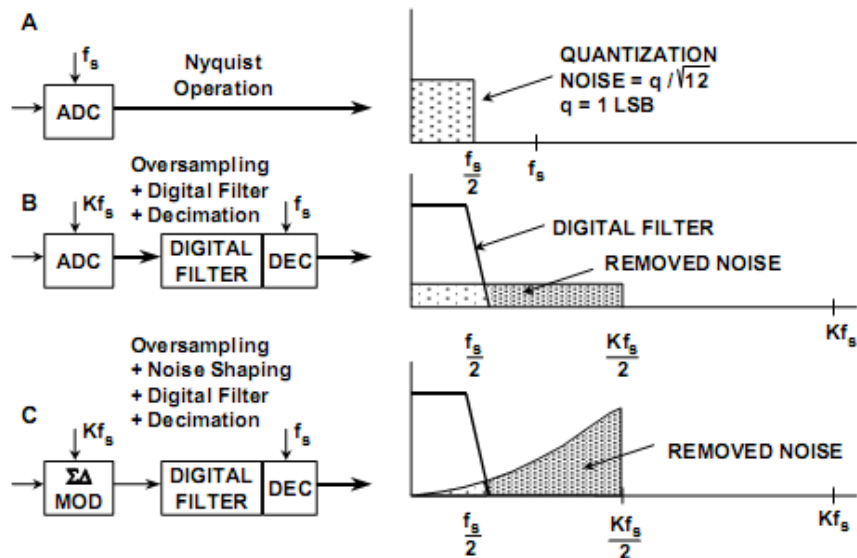 A
fs
ADC
Nyquist
Operation
QUANTIZATION
NOISE = q / √12
q = 1 LSB
fs
2
fs
B
Oversampling
+ Digital Filter
+ Decimation
Kfs
fs
ADC
DIGITAL
FILTER
DEC
DIGITAL FILTER
REMOVED NOISE
fs
2
Kfs
2
Kfs
C
Oversampling
+ Noise Shaping
+ Digital Filter
+ Decimation
Kfs
fs
ΣΔ
MOD
DIGITAL
FILTER
DEC
REMOVED NOISE
fs
2
Kfs
2
Kfs